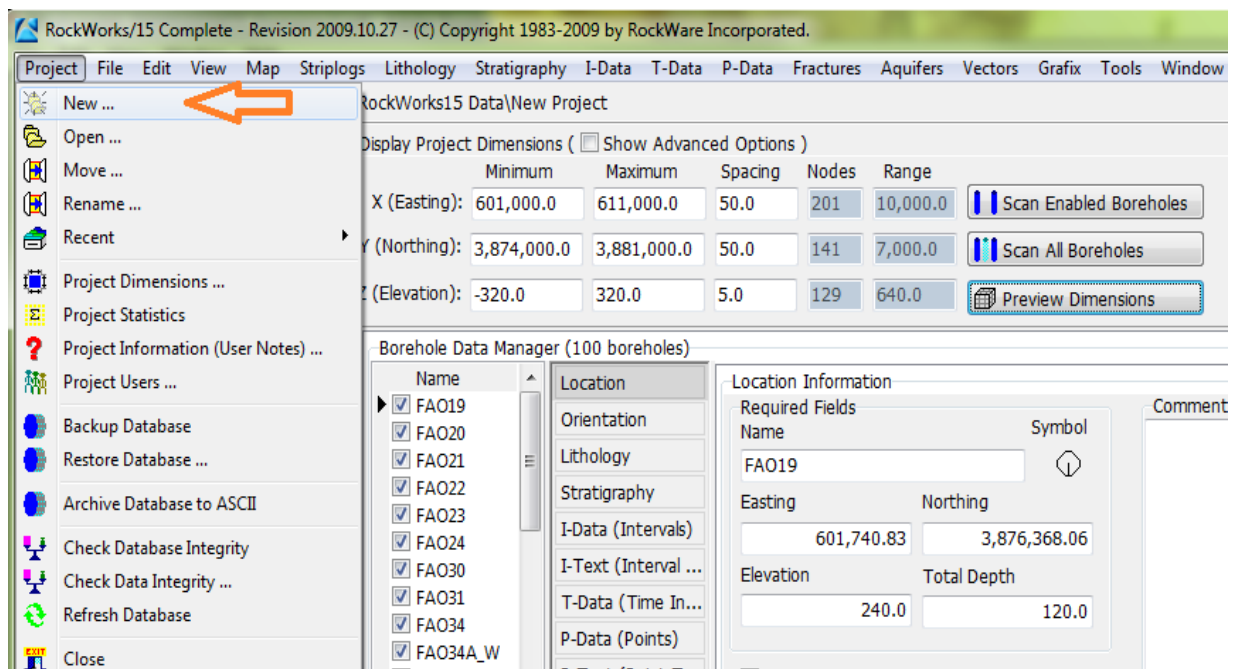 RockWorks/15 Complete - Revision 2009.10.27 - (C) Copyright 1983-2009 by RockWare Incorporated.
Project File Edit View Map Striplogs Lithology Stratigraphy I-Data T-Data P-Data Fractures Aquifers Vectors Grafix Tools Window
New ...
Open ...
Move ...
Rename ...
Recent
Project Dimensions ...
Project Statistics
Project Information (User Notes) ...
Project Users ...
Backup Database
Restore Database ...
Archive Database to ASCII
Check Database Integrity
Check Data Integrity ...
Refresh Database
Close
RockWorks15 Data\New Project
Display Project Dimensions ( Show Advanced Options )
Minimum Maximum Spacing Nodes Range
X (Easting): 601,000.0 611,000.0 50.0 201 10,000.0 Scan Enabled Boreholes
Y (Northing): 3,874,000.0 3,881,000.0 50.0 141 7,000.0 Scan All Boreholes
Z (Elevation): -320.0 320.0 5.0 129 640.0 Preview Dimensions
Borehole Data Manager (100 boreholes)
Name
FAO19
FAO20
FAO21
FAO22
FAO23
FAO24
FAO30
FAO31
FAO34
FAO34A_W
Location
Orientation
Lithology
Stratigraphy
I-Data (Intervals)
I-Text (Interval ...
T-Data (Time In...
P-Data (Points)
Location Information
Required Fields
Name Symbol
FAO19
Easting Northing
601,740.83 3,876,368.06
Elevation Total Depth
240.0 120.0
Comment